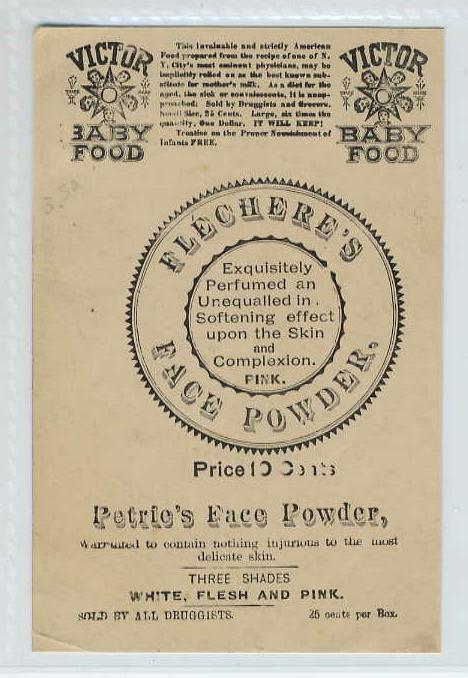 VICTOR
BABY
FOOD
This invaluable and strictly American
Food prepared from the recipe of one of N.
Y. City's most eminent physicians, may be
implicitly relied on as the best known sub-
stitute for mother's milk. As a diet for the
aged, the sick or convalescents, it is unap-
proached. Sold by Druggists and Grocers.
Small Size, 25 Cents. Large, six times the
quantity, One Dollar. IT WILL KEEP!
Treatise on the Proper Nourishment of
Infants FREE.
VICTOR
BABY
FOOD
3.50
FLÉCHERE'S
Exquisitely
Perfumed an
Unequalled in
Softening effect
upon the Skin
and
Complexion.
PINK.
FACE POWDER.
Price 10 Cents
Petrie's Face Powder,
Warranted to contain nothing injurious to the most
delicate skin.
THREE SHADES
WHITE, FLESH AND PINK.
SOLD BY ALL DRUGGISTS. 25 cents per Box.